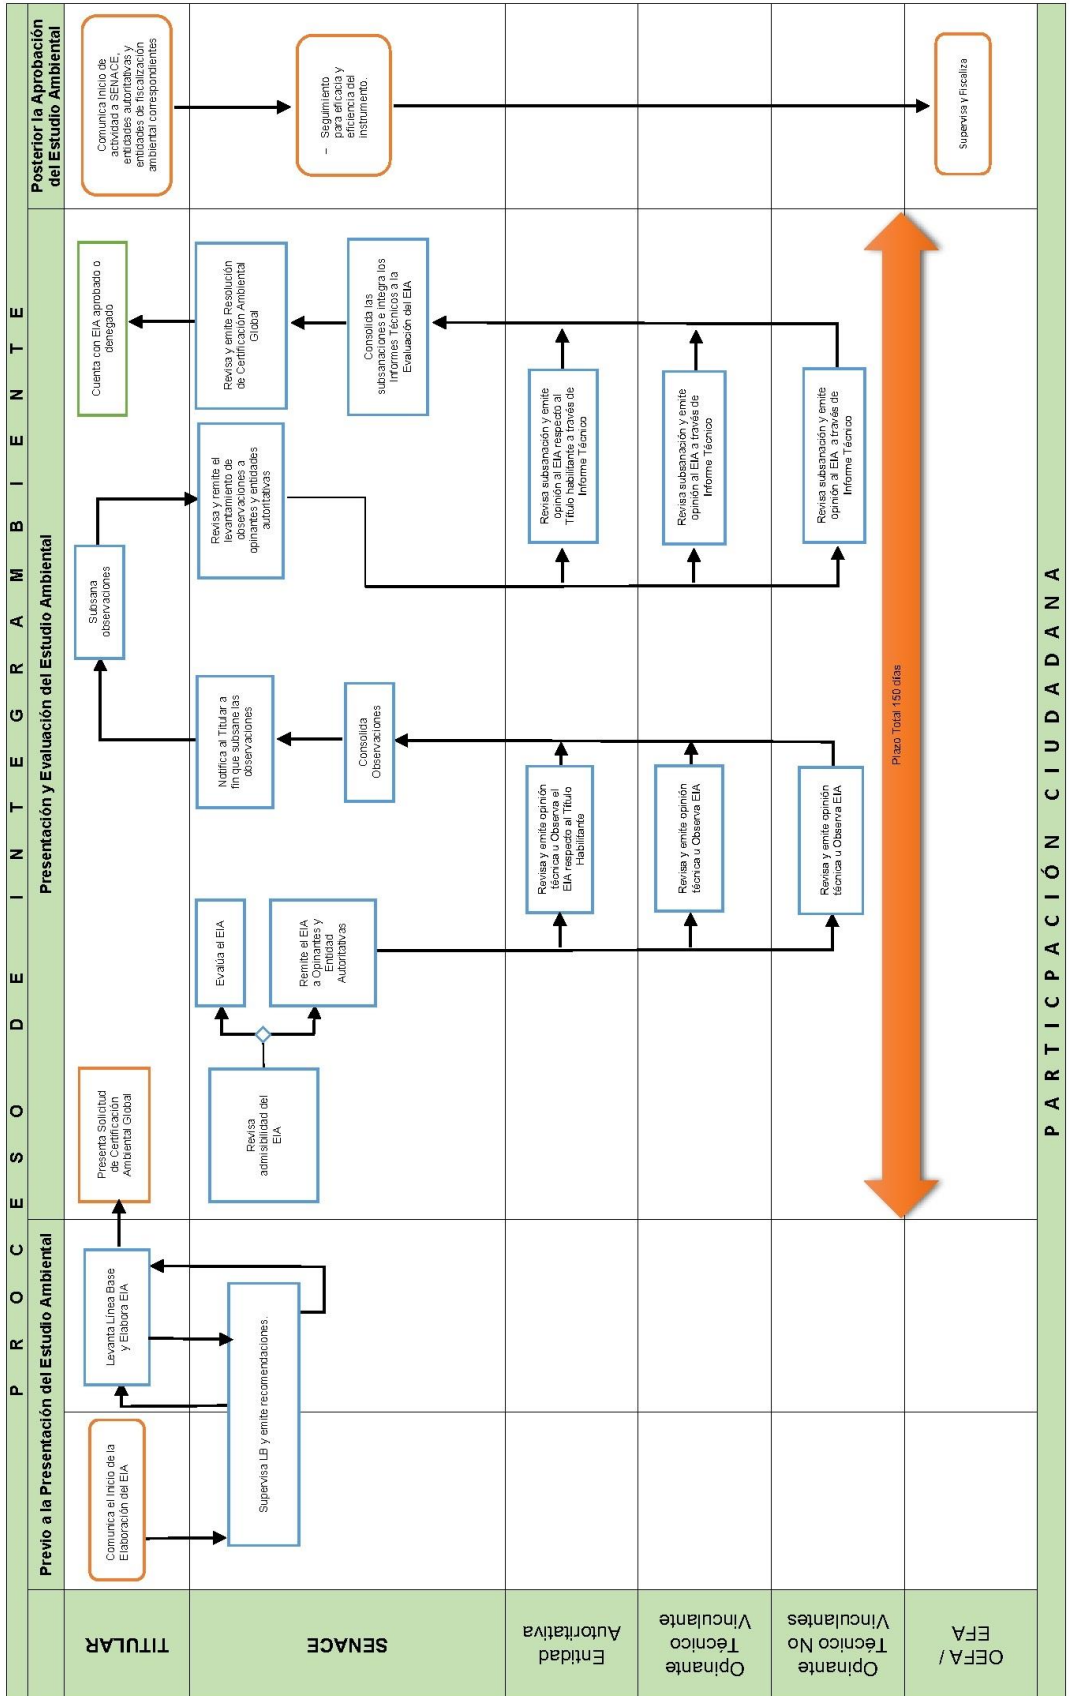 P R O C E S O D E I N T E G R A M B I E N T E
Previo a la Presentación del Estudio Ambiental
Presentación y Evaluación del Estudio Ambiental
Posterior la Aprobación
del Estudio Ambiental
TITULAR
Comunica el Inicio de la
Elaboración del EIA
Levanta Línea Base
y Elabora EIA
Presenta Solicitud
de Certificación
Ambiental Global
Subsana
observaciones
Cuenta con EIA aprobado o
denegado
Comunica Inicio de
actividad a SENACE,
entidades autoritativas y
entidades de fiscalización
ambiental correspondientes
SENACE
Supervisa LB y emite recomendaciones.
Revisa
admisibilidad del
EIA
Evalúa el EIA
Remite el EIA
a Opinantes y
Entidad
Autoritativas
Notifica al Titular a
fin que subsane las
observaciones
Consolida
Observaciones
Revisa y remite el
levantamiento de
observaciones a
opinantes y entidades
autoritativas
Revisa y emite Resolución
de Certificación Ambiental
Global
Consolida las
subsanaciones e integra los
Informes Técnicos a la
Evaluación del EIA
– Seguimiento
para eficacia y
eficiencia del
instrumento.
Entidad
Autoritativa
Revisa y emite opinión
técnica u Observa el
EIA respecto al Título
Habilitante
Revisa subsanación y emite
opinión al EIA respecto al
Título habilitante a través de
Informe Técnico
Opinante
Técnico
Vinculante
Revisa y emite opinión
técnica u Observa EIA
Revisa subsanación y emite
opinión al EIA a través de
Informe Técnico
Opinante
Técnico No
Vinculantes
Revisa y emite opinión
técnica u Observa EIA
Revisa subsanación y emite
opinión al EIA a través de
Informe Técnico
Plazo Total 150 días
OEFA /
EFA
Supervisa y Fiscaliza
P A R T I C P A C I Ó N C I U D A D A N A